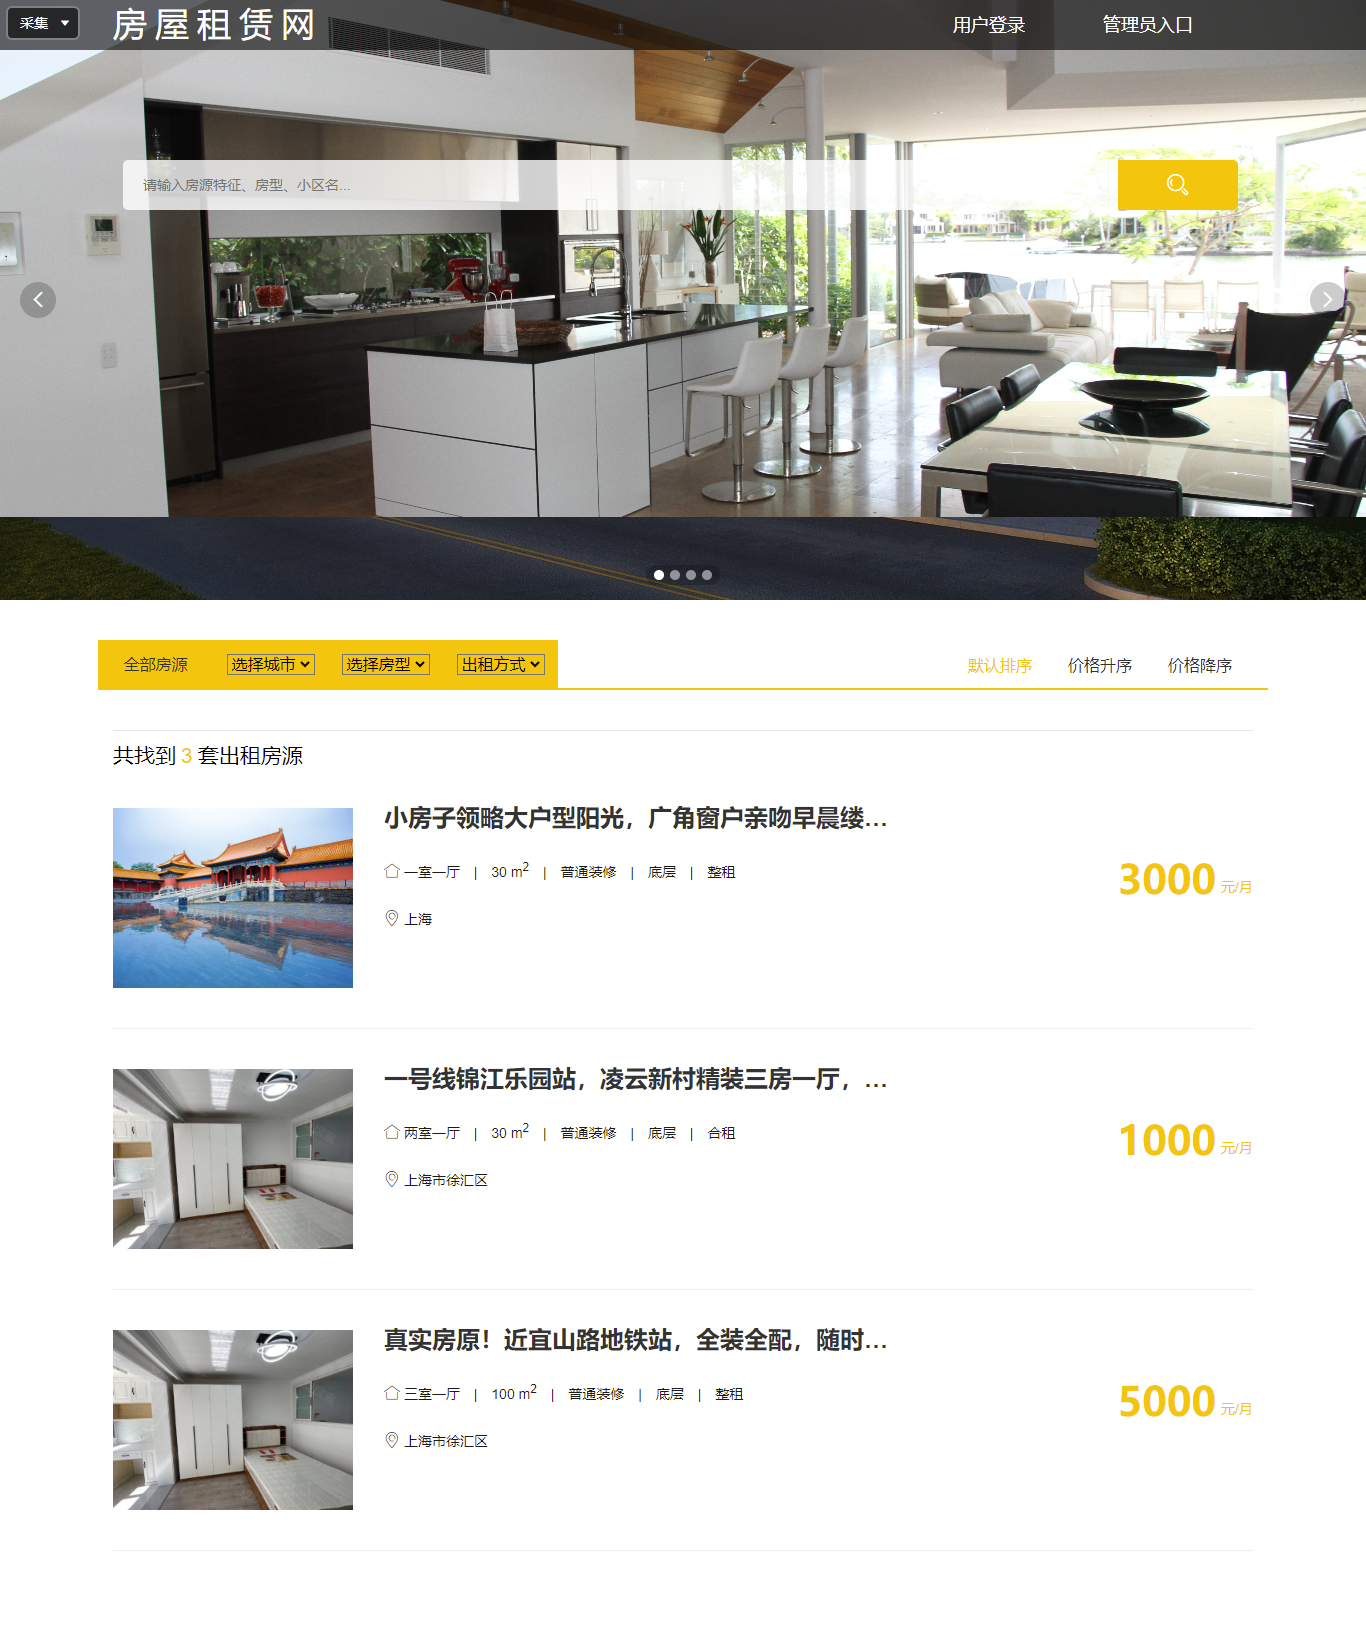 采集
房屋租赁网
用户登录 管理员入口
请输入房源特征、房型、小区名...
全部房源 选择城市 选择房型 出租方式 默认排序 价格升序 价格降序
共找到 3 套出租房源
小房子领略大户型阳光，广角窗户亲吻早晨缕...
一室一厅 | 30 m² | 普通装修 | 底层 | 整租
3000 元/月
上海
一号线锦江乐园站，凌云新村精装三房一厅，...
两室一厅 | 30 m² | 普通装修 | 底层 | 合租
1000 元/月
上海市徐汇区
真实房原！近宜山路地铁站，全装全配，随时...
三室一厅 | 100 m² | 普通装修 | 底层 | 整租
5000 元/月
上海市徐汇区